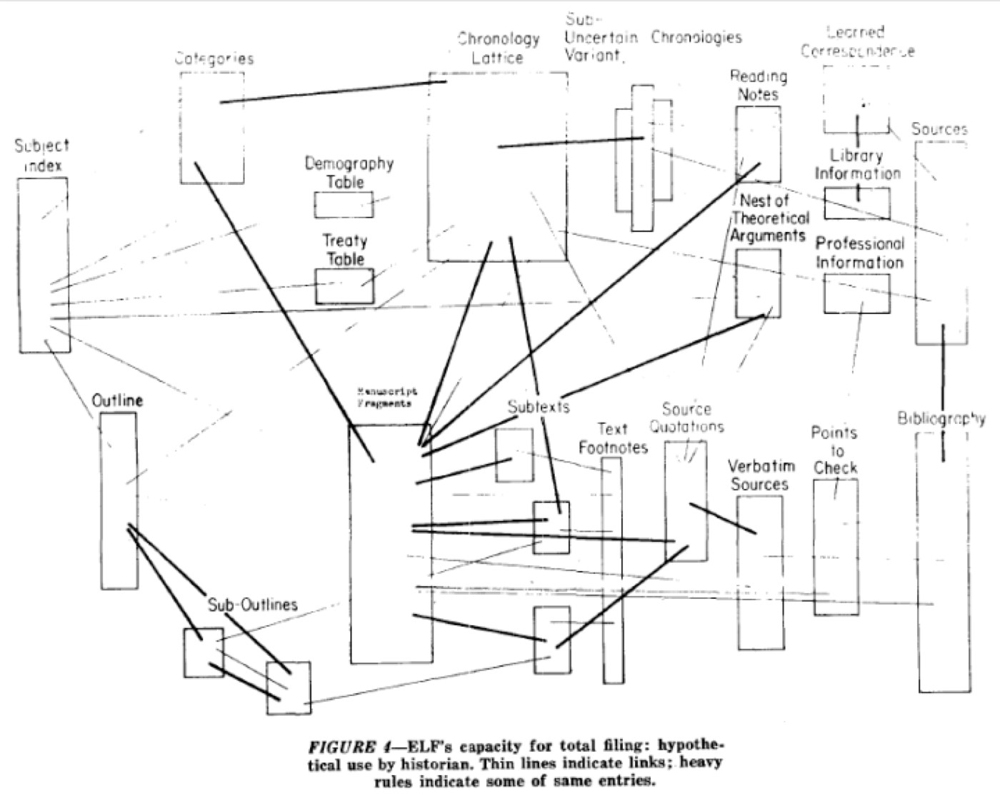 Categories
Chronology
Lattice
Sub-
Uncertain
Variant
Chronologies
Learned
Correspondence
Reading
Notes
Sources
Subject
Index
Demography
Table
Library
Information
Nest of
Theoretical
Arguments
Treaty
Table
Professional
Information
Outline
Manuscript
Fragments
Subtexts
Source
Quotations
Text
Footnotes
Points
to
Check
Bibliography
Verbatim
Sources
Sub-Outlines
FIGURE 4—ELF's capacity for total filing: hypothe-
tical use by historian. Thin lines indicate links; heavy
rules indicate some of same entries.